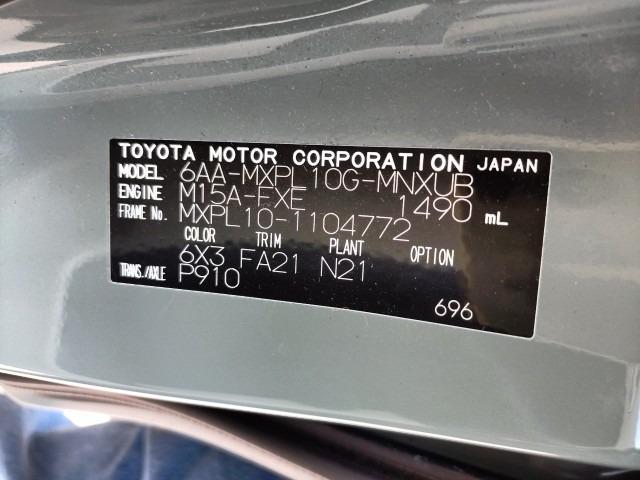 TOYOTA MOTOR CORPORATION JAPAN
MODEL 6AA-MXPL10G-MNXUB
ENGINE M15A-FXE 1490 mL
FRAME No. MXPL10-1104772
COLOR TRIM PLANT OPTION
6X3 FA21 N21
TRANS./AXLE P910
696